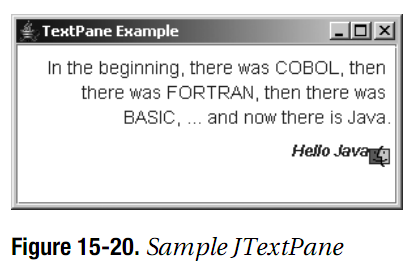 TextPane Example
In the beginning, there was COBOL, then
there was FORTRAN, then there was
BASIC, ... and now there is Java.
Hello Java
Figure 15-20. Sample JTextPane